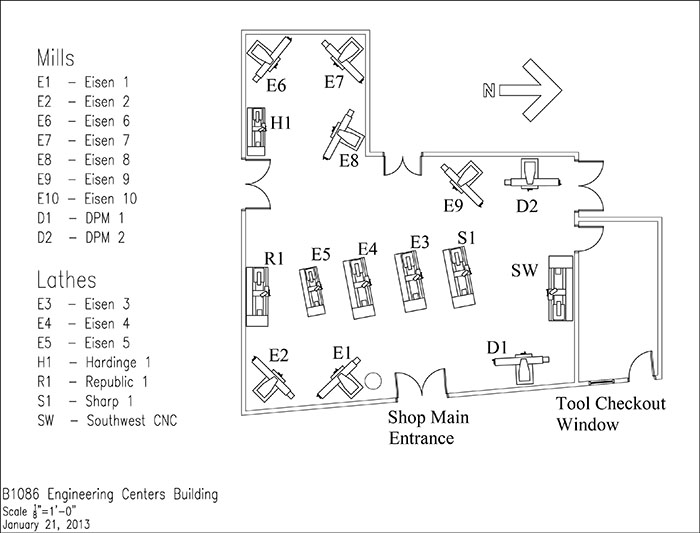 Mills
E1 – Eisen 1
E2 – Eisen 2
E6 – Eisen 6
E7 – Eisen 7
E8 – Eisen 8
E9 – Eisen 9
E10 – Eisen 10
D1 – DPM 1
D2 – DPM 2
Lathes
E3 – Eisen 3
E4 – Eisen 4
E5 – Eisen 5
H1 – Hardinge 1
R1 – Republic 1
S1 – Sharp 1
SW – Southwest CNC
E6
E7
N
H1
E8
E9
D2
R1
E5
E4
E3
S1
SW
E2
E1
D1
Shop Main
Entrance
Tool Checkout
Window
B1086 Engineering Centers Building
Scale 1/8"=1'-0"
January 21, 2013